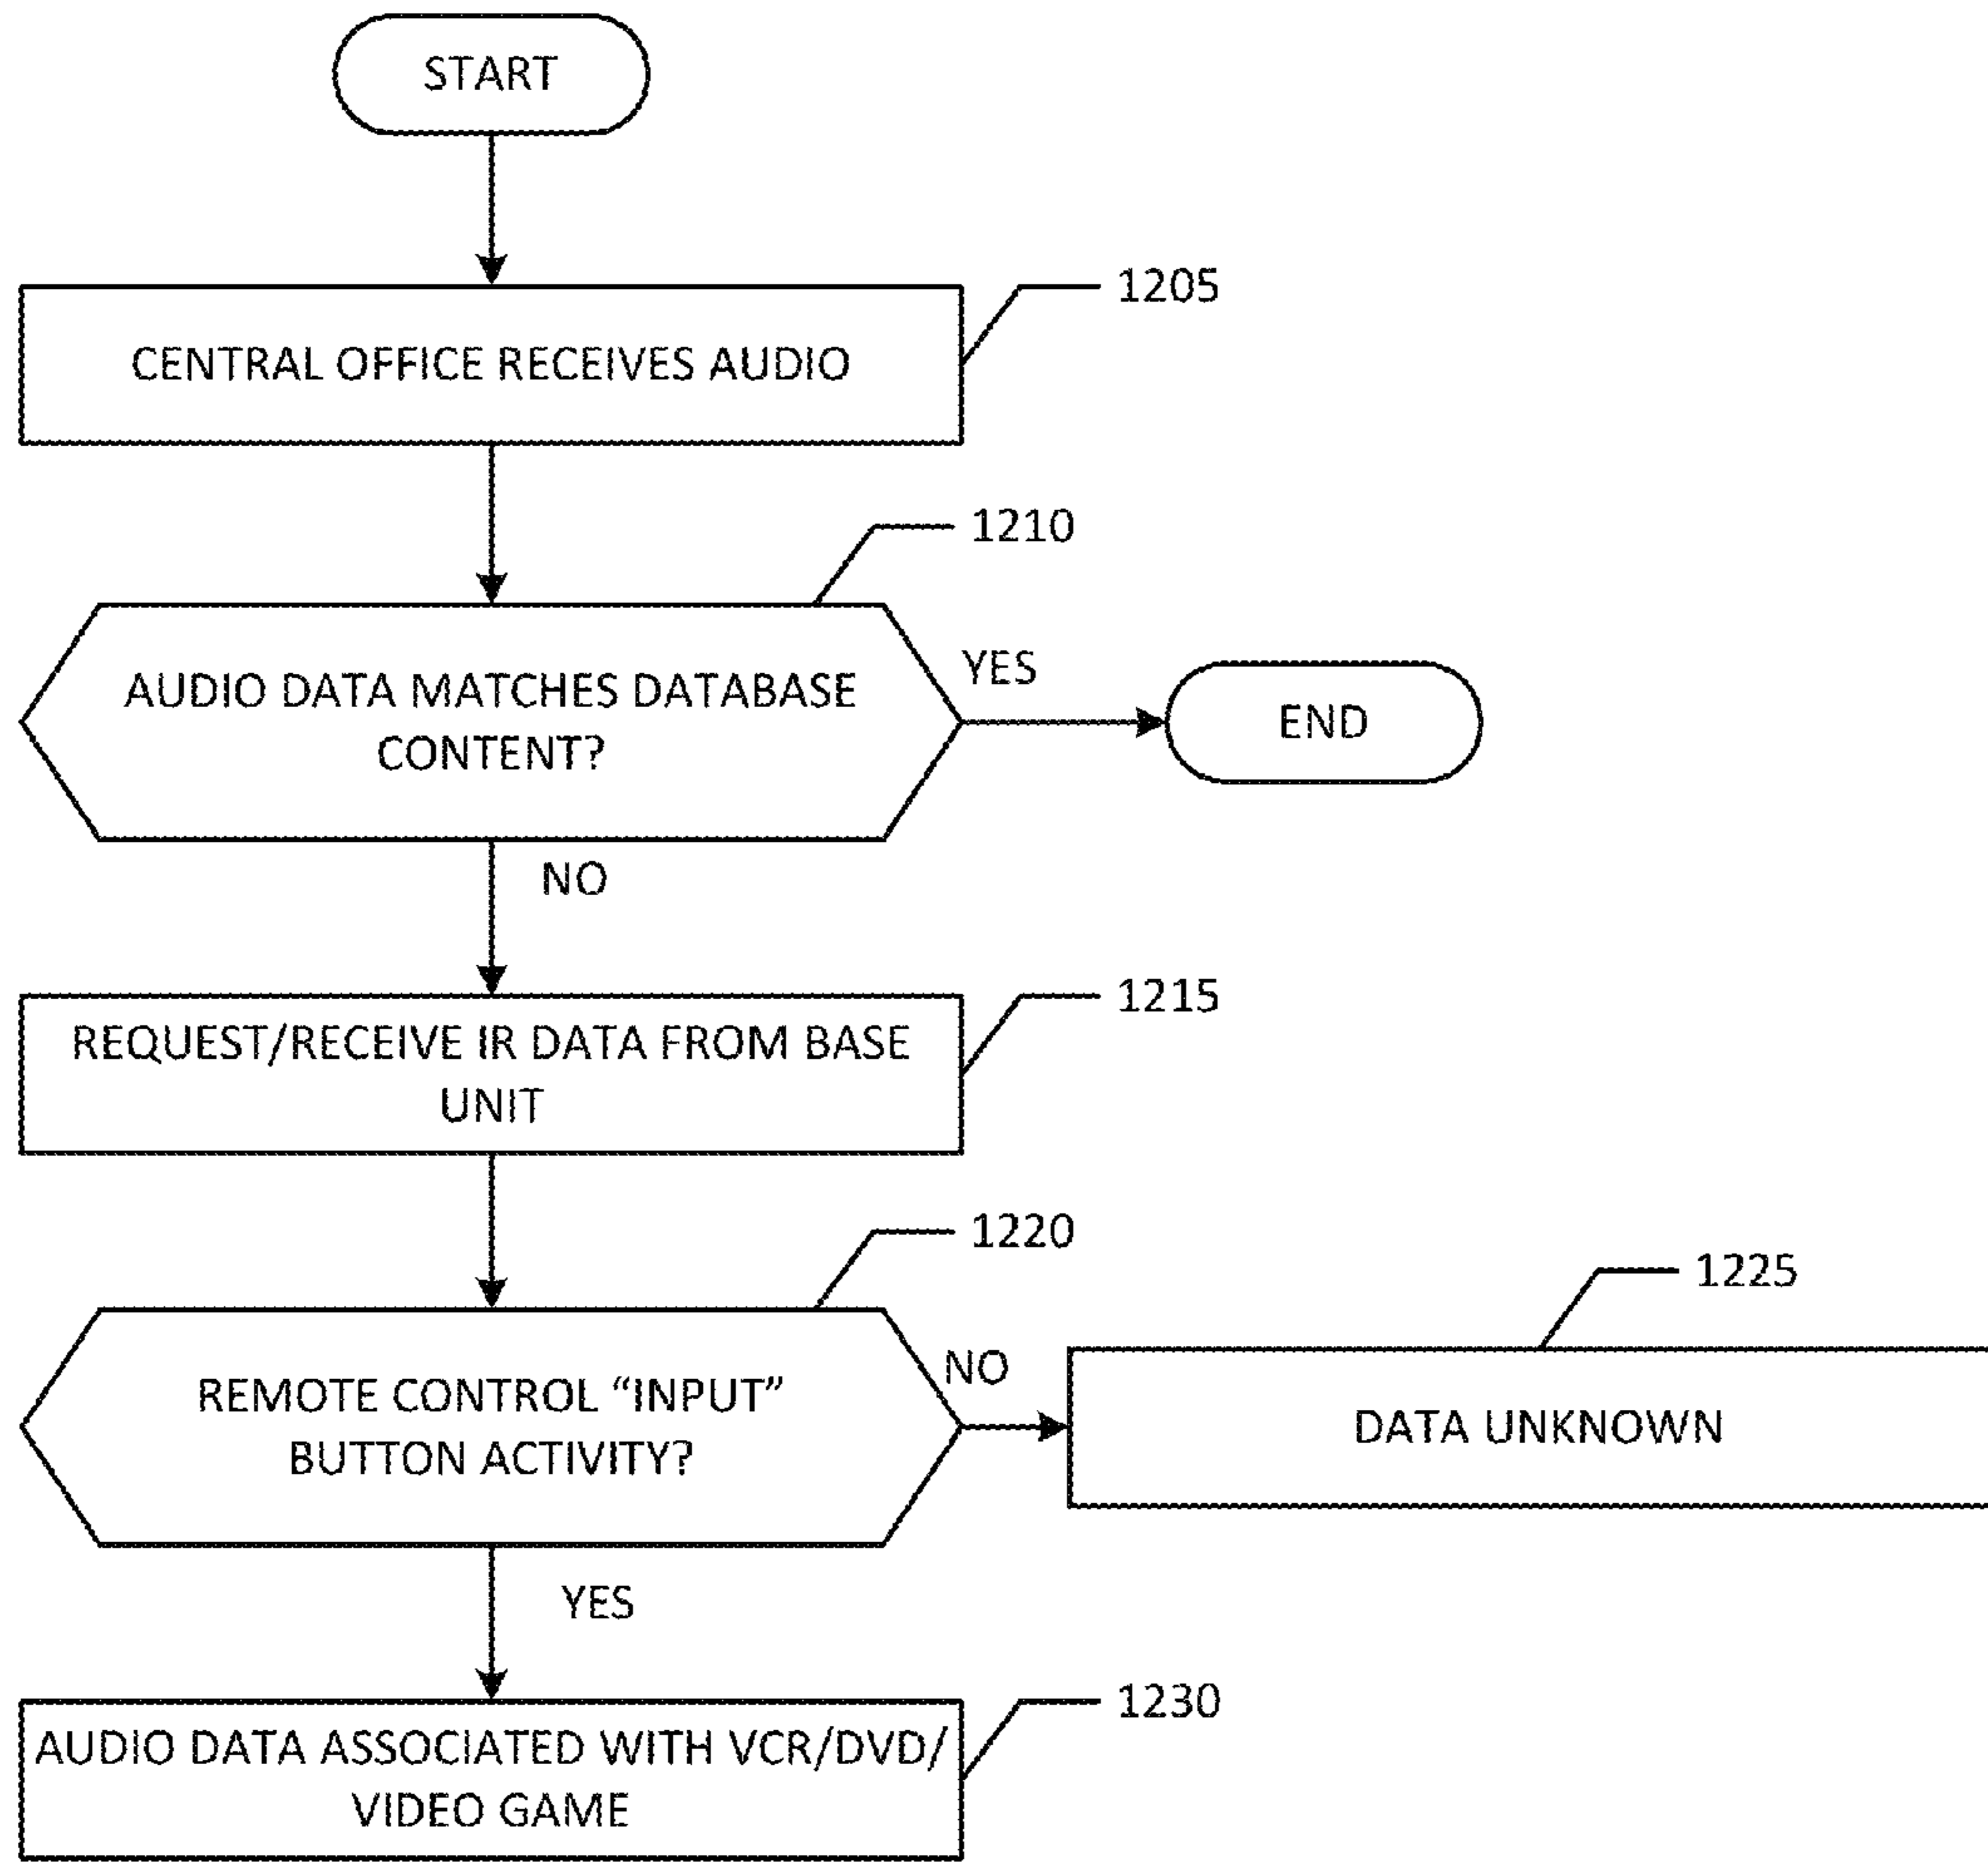 START
1205
CENTRAL OFFICE RECEIVES AUDIO
1210
AUDIO DATA MATCHES DATABASE
CONTENT?
YES
END
NO
1215
REQUEST/RECEIVE IR DATA FROM BASE
UNIT
1220
REMOTE CONTROL “INPUT”
BUTTON ACTIVITY?
NO
1225
DATA UNKNOWN
YES
1230
AUDIO DATA ASSOCIATED WITH VCR/DVD/
VIDEO GAME